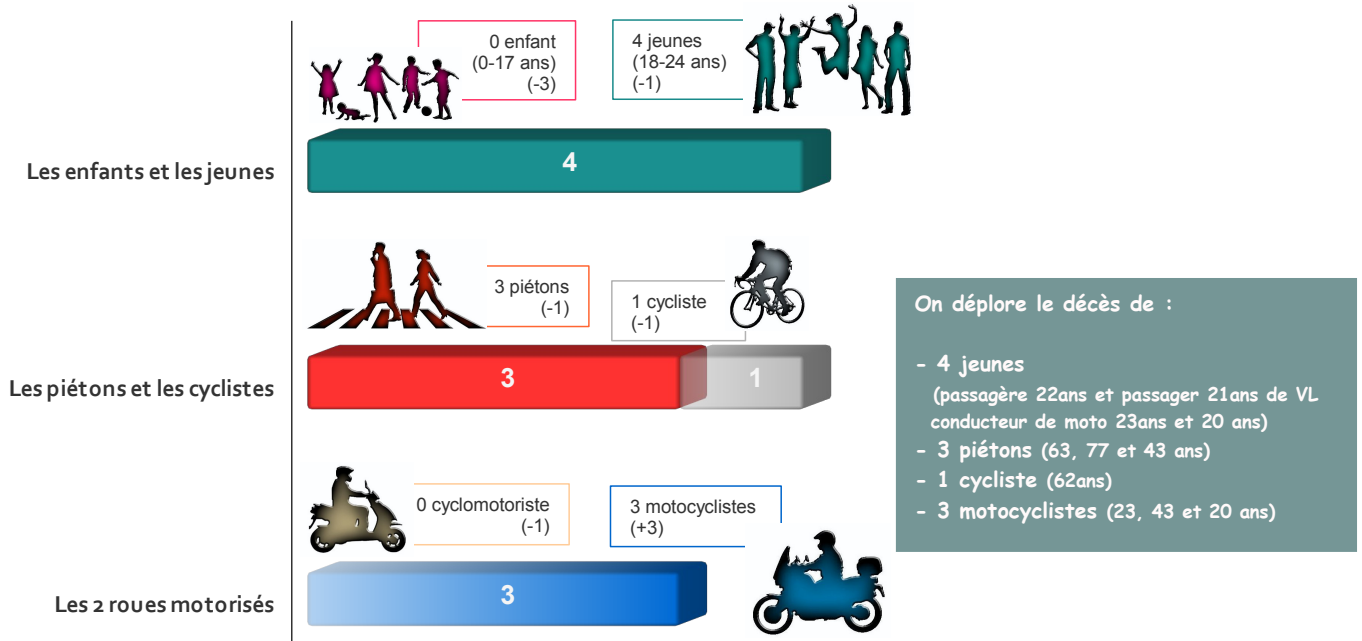 0 enfant
(0-17 ans)
(-3)
4 jeunes
(18-24 ans)
(-1)
Les enfants et les jeunes
4
3 piétons
(-1)
1 cycliste
(-1)
Les piétons et les cyclistes
3
1
0 cyclomotoriste
(-1)
3 motocyclistes
(+3)
Les 2 roues motorisés
3
On déplore le décès de :
- 4 jeunes
(passagère 22ans et passager 21ans de VL
conducteur de moto 23ans et 20 ans)
- 3 piétons (63, 77 et 43 ans)
- 1 cycliste (62ans)
- 3 motocyclistes (23, 43 et 20 ans)